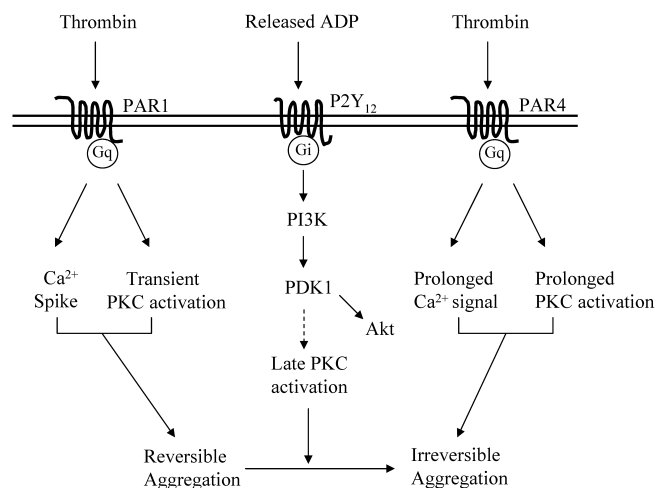 Thrombin
Released ADP
Thrombin
PAR1
P2Y₁₂
PAR4
Gq
Gi
Gq
PI3K
Ca²⁺
Spike
Transient
PKC activation
PDK1
Prolonged
Ca²⁺ signal
Prolonged
PKC activation
Akt
Late PKC
activation
Reversible
Aggregation
Irreversible
Aggregation